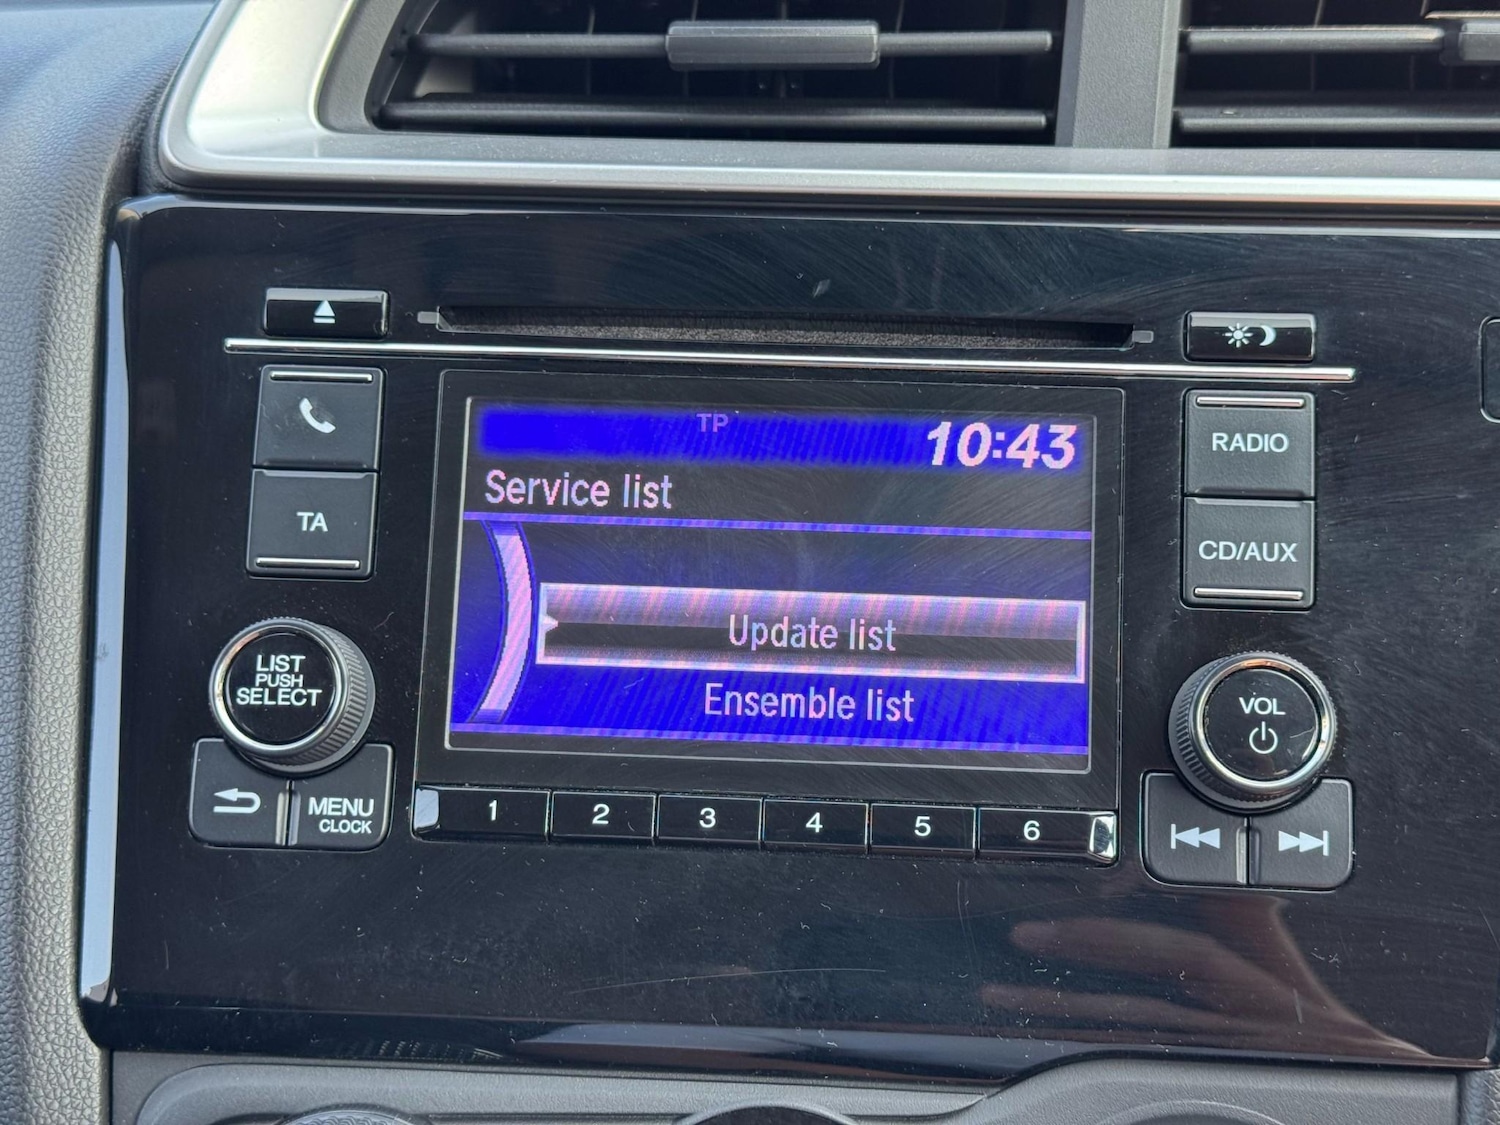 TP
10:43
Service list
Update list
Ensemble list
TA
LIST
PUSH
SELECT
MENU
CLOCK
1 2 3 4 5 6
RADIO
CD/AUX
VOL